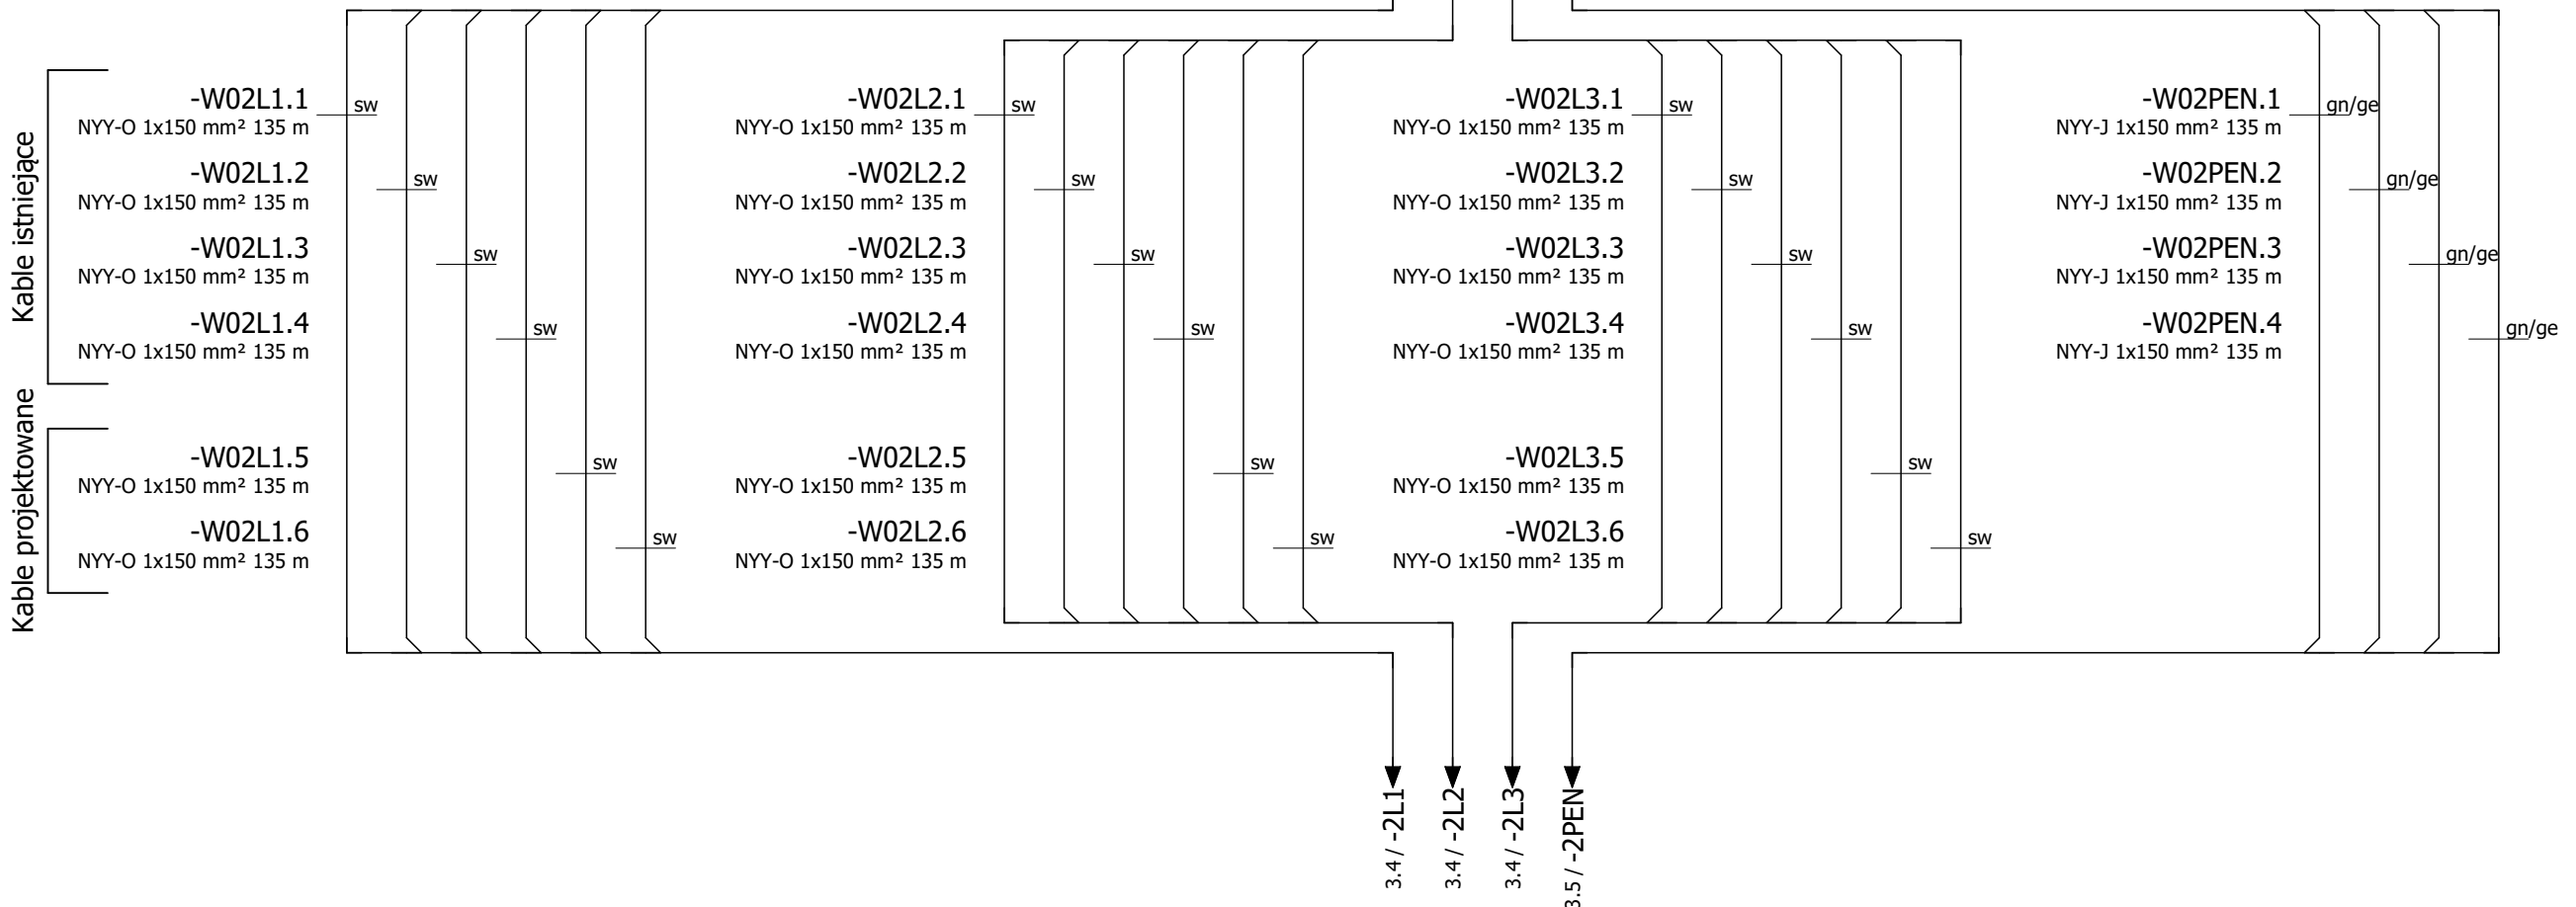 Kable istniejące
-W02L1.1
NYY-O 1x150 mm² 135 m
sw
-W02L1.2
NYY-O 1x150 mm² 135 m
sw
-W02L1.3
NYY-O 1x150 mm² 135 m
sw
-W02L1.4
NYY-O 1x150 mm² 135 m
sw
Kable projektowane
-W02L1.5
NYY-O 1x150 mm² 135 m
sw
-W02L1.6
NYY-O 1x150 mm² 135 m
sw
-W02L2.1
NYY-O 1x150 mm² 135 m
sw
-W02L2.2
NYY-O 1x150 mm² 135 m
sw
-W02L2.3
NYY-O 1x150 mm² 135 m
sw
-W02L2.4
NYY-O 1x150 mm² 135 m
sw
-W02L2.5
NYY-O 1x150 mm² 135 m
sw
-W02L2.6
NYY-O 1x150 mm² 135 m
sw
-W02L3.1
NYY-O 1x150 mm² 135 m
sw
-W02L3.2
NYY-O 1x150 mm² 135 m
sw
-W02L3.3
NYY-O 1x150 mm² 135 m
sw
-W02L3.4
NYY-O 1x150 mm² 135 m
sw
-W02L3.5
NYY-O 1x150 mm² 135 m
sw
-W02L3.6
NYY-O 1x150 mm² 135 m
sw
-W02PEN.1
NYY-J 1x150 mm² 135 m
gn/ge
-W02PEN.2
NYY-J 1x150 mm² 135 m
gn/ge
-W02PEN.3
NYY-J 1x150 mm² 135 m
gn/ge
-W02PEN.4
NYY-J 1x150 mm² 135 m
gn/ge
3.4 / -2L1
3.4 / -2L2
3.4 / -2L3
3.5 / -2PEN